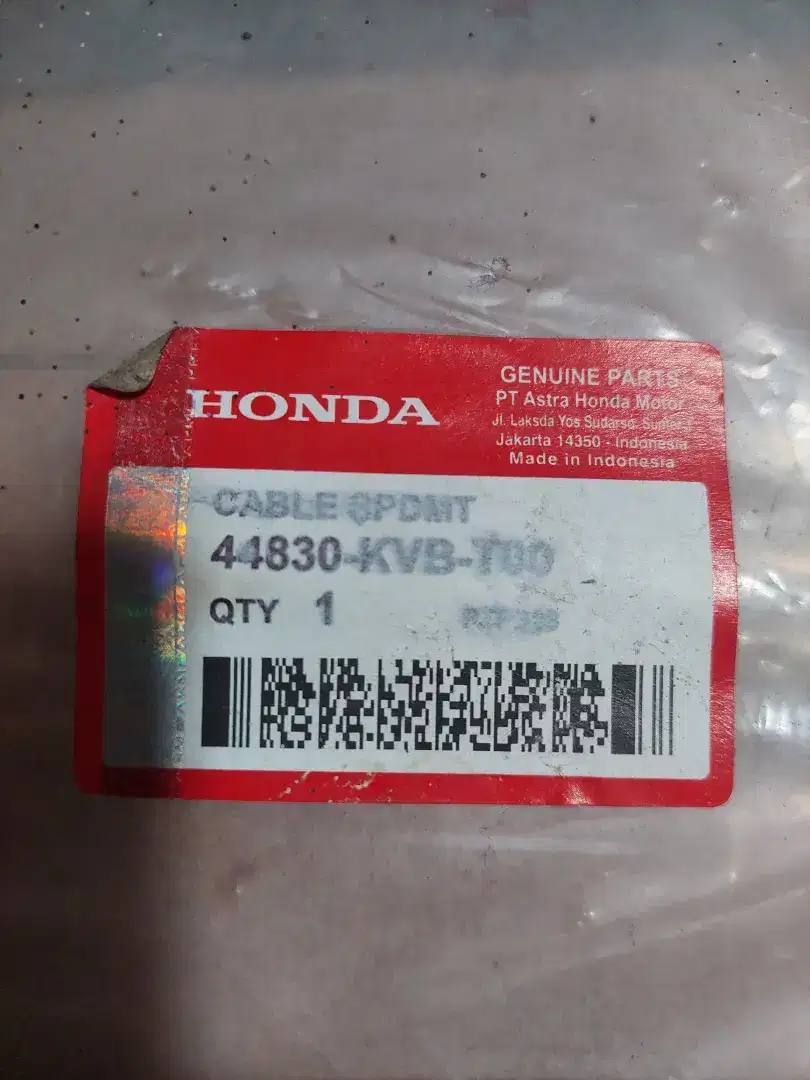 HONDA
GENUINE PARTS
PT Astra Honda Motor
Jl. Laksda Yos Sudarso, Sunter I
Jakarta 14350 - Indonesia
Made in Indonesia
CABLE SPDMT
44830-KVB-T00
QTY 1